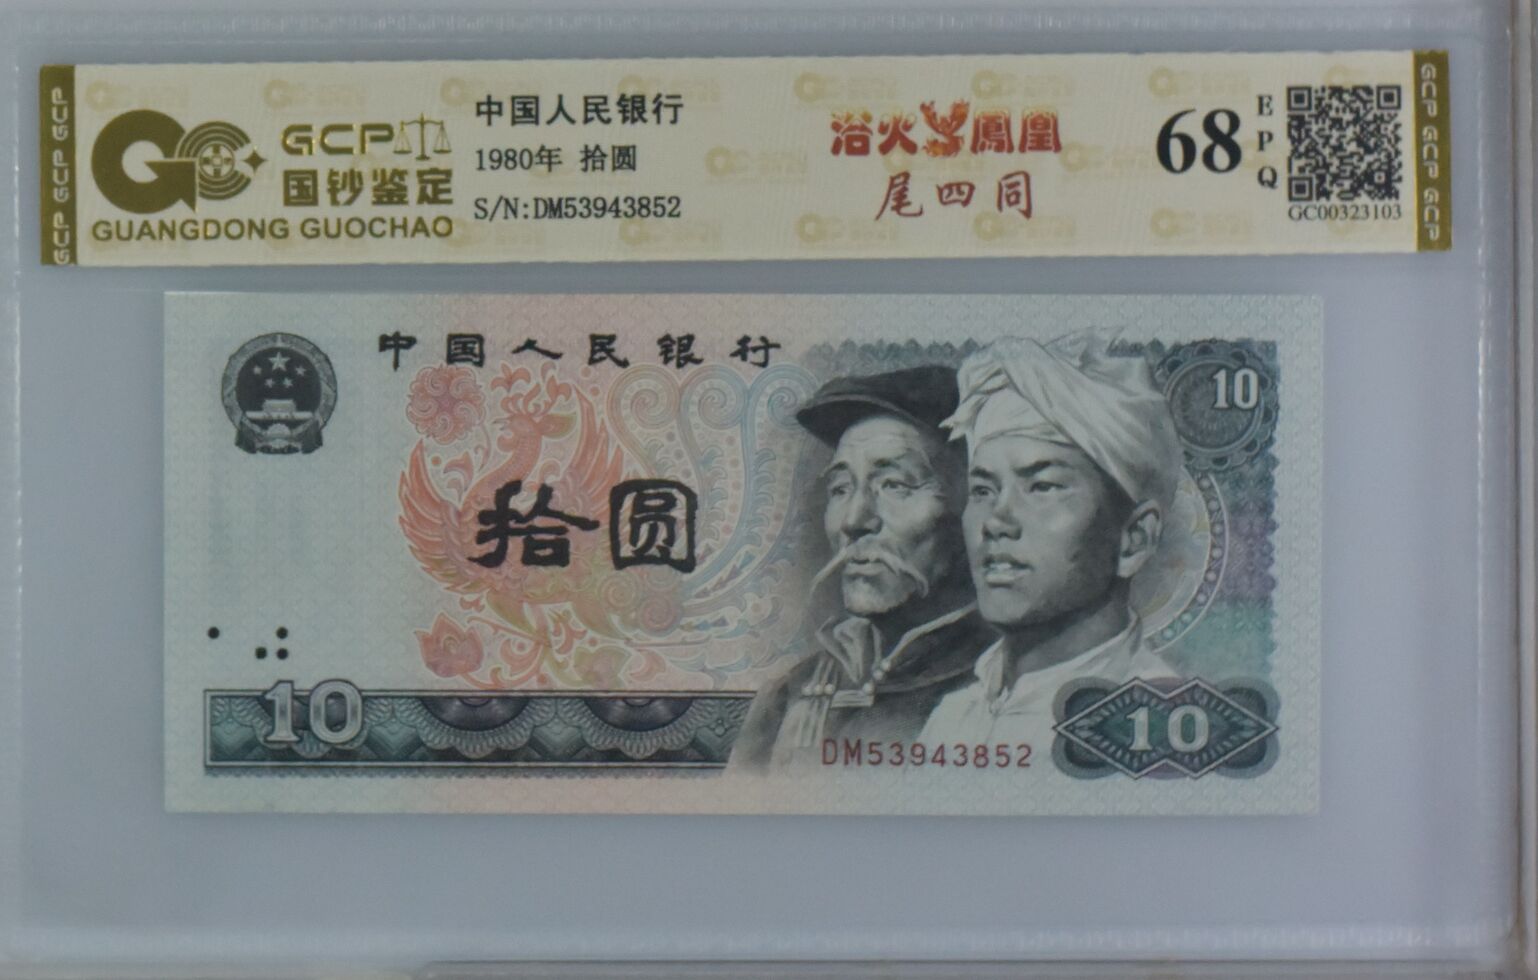 GCP
国钞鉴定
GUANGDONG GUOCHAO
中国人民银行
1980年 拾圆
S/N:DM53943852
浴火鳳凰
尾四同
68
EPQ
GC00323103
GCP GCP GCP
GCP GCP GCP
中国人民银行
10
拾圆
10
DM53943852
10